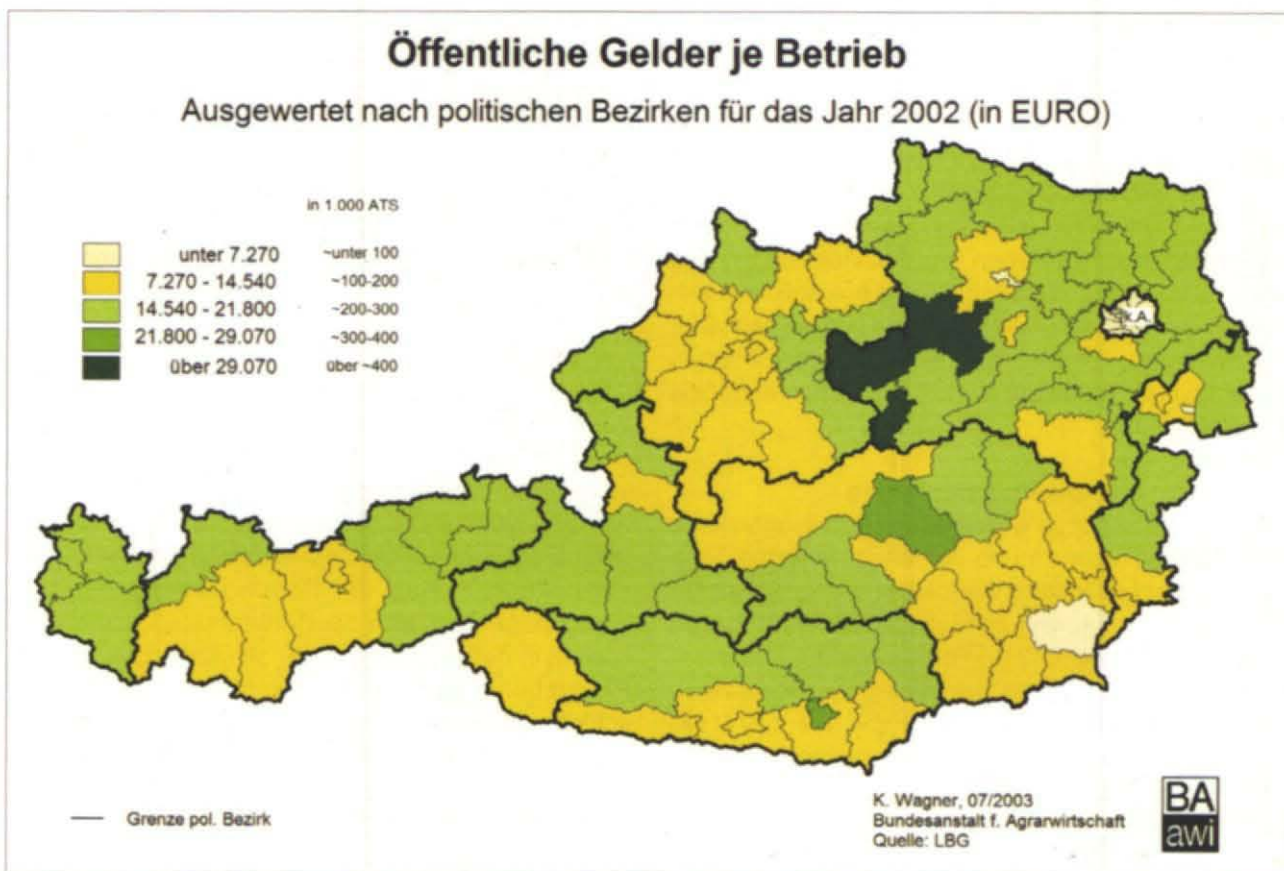 Öffentliche Gelder je Betrieb
Ausgewertet nach politischen Bezirken für das Jahr 2002 (in EURO)
in 1.000 ATS
unter 7.270 ~unter 100
7.270 - 14.540 ~100-200
14.540 - 21.800 ~200-300
21.800 - 29.070 ~300-400
über 29.070 über ~400
k.A.
Grenze pol. Bezirk
K. Wagner, 07/2003
Bundesanstalt f. Agrarwirtschaft
Quelle: LBG
BA
awi